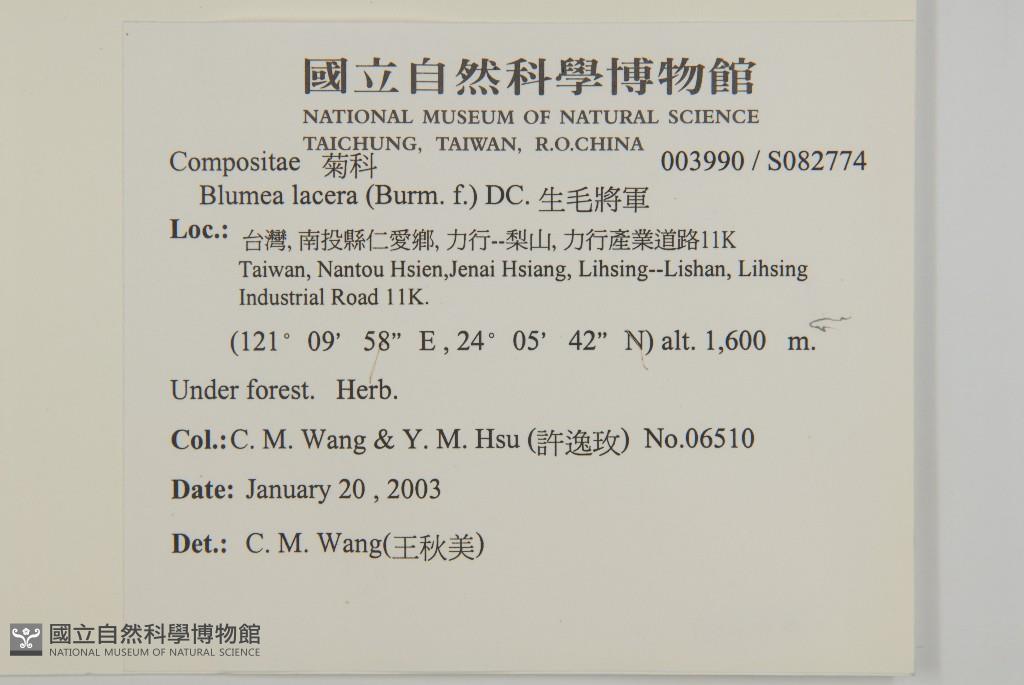 國立自然科學博物館
NATIONAL MUSEUM OF NATURAL SCIENCE
TAICHUNG, TAIWAN, R.O.CHINA
Compositae 菊科 003990 / S082774
Blumea lacera (Burm. f.) DC. 生毛將軍
Loc.: 台灣, 南投縣仁愛鄉, 力行--梨山, 力行產業道路11K
Taiwan, Nantou Hsien,Jenai Hsiang, Lihsing--Lishan, Lihsing
Industrial Road 11K.
(121° 09’ 58” E , 24° 05’ 42” N) alt. 1,600 m.
Under forest. Herb.
Col.: C. M. Wang & Y. M. Hsu (許逸玫) No.06510
Date: January 20 , 2003
Det.: C. M. Wang(王秋美)
國立自然科學博物館
NATIONAL MUSEUM OF NATURAL SCIENCE